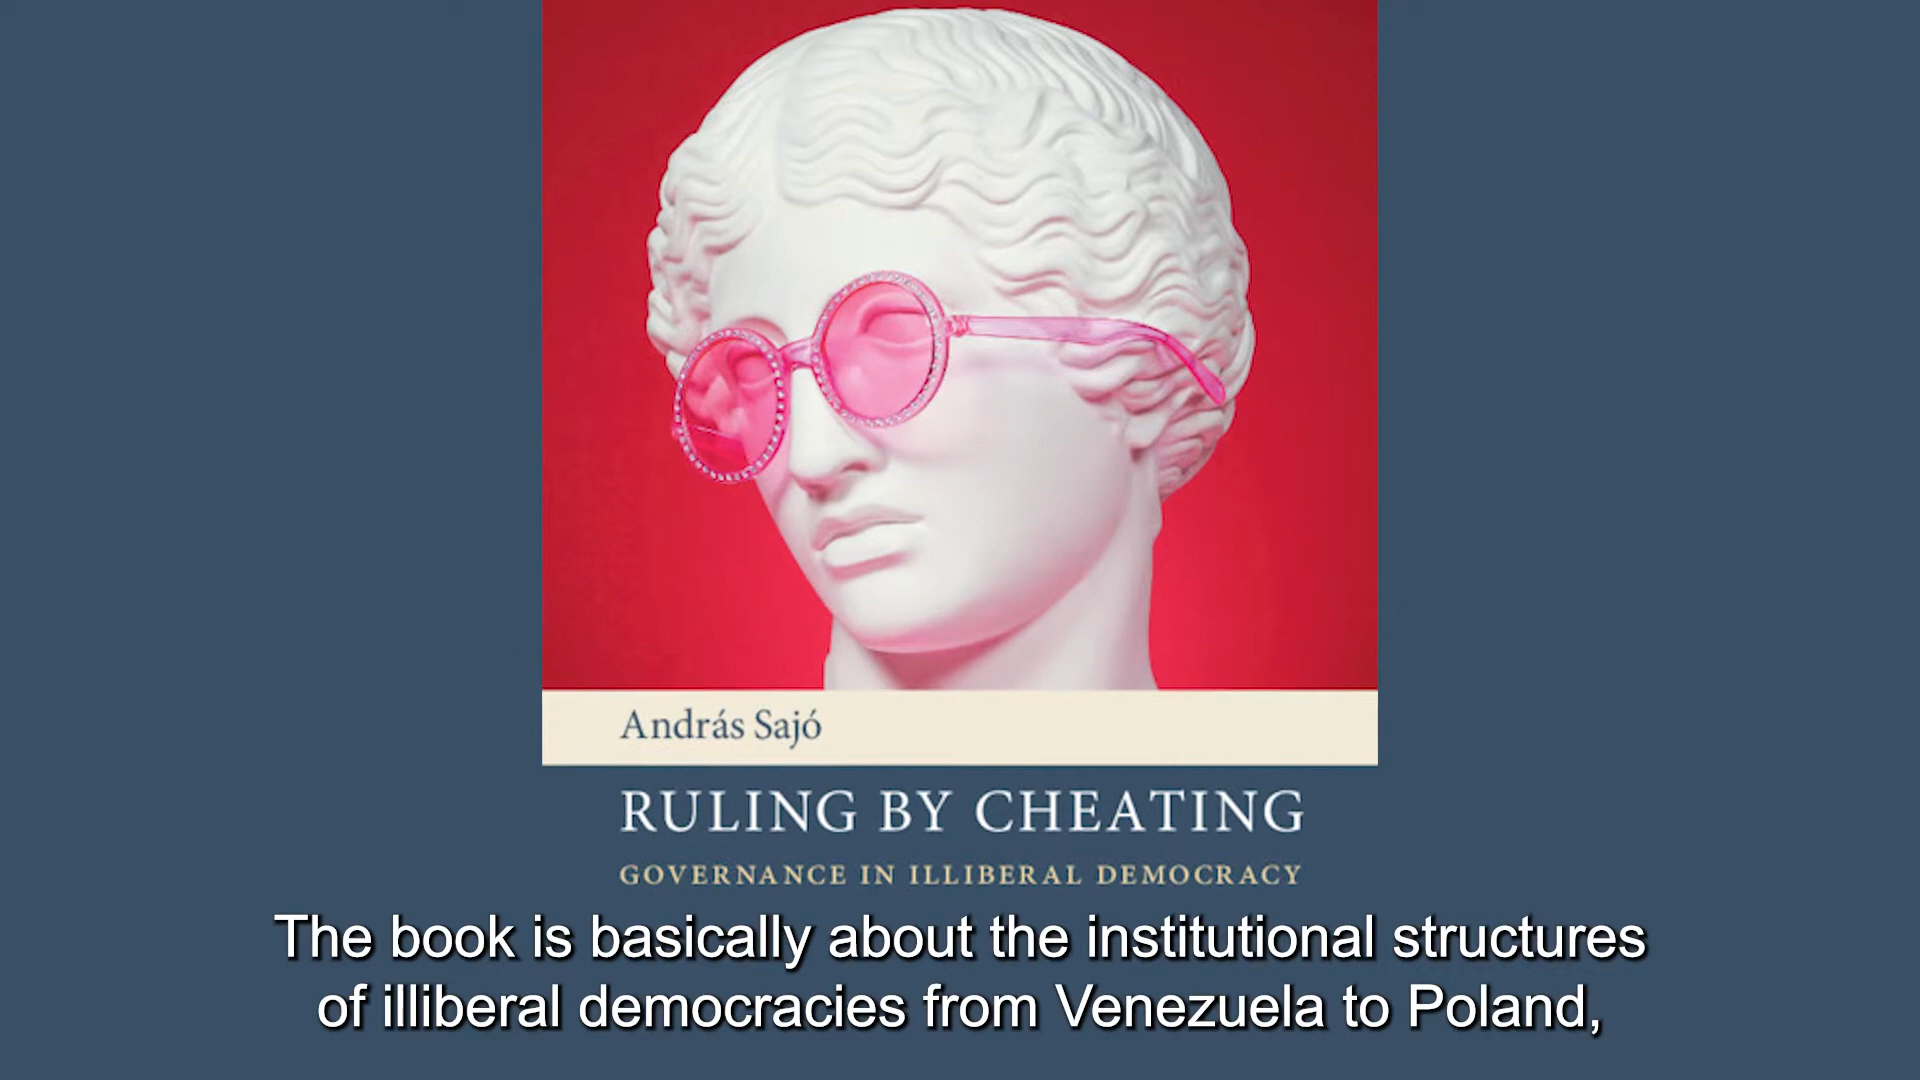 András Sajó
RULING BY CHEATING
GOVERNANCE IN ILLIBERAL DEMOCRACY
The book is basically about the institutional structures
of illiberal democracies from Venezuela to Poland,